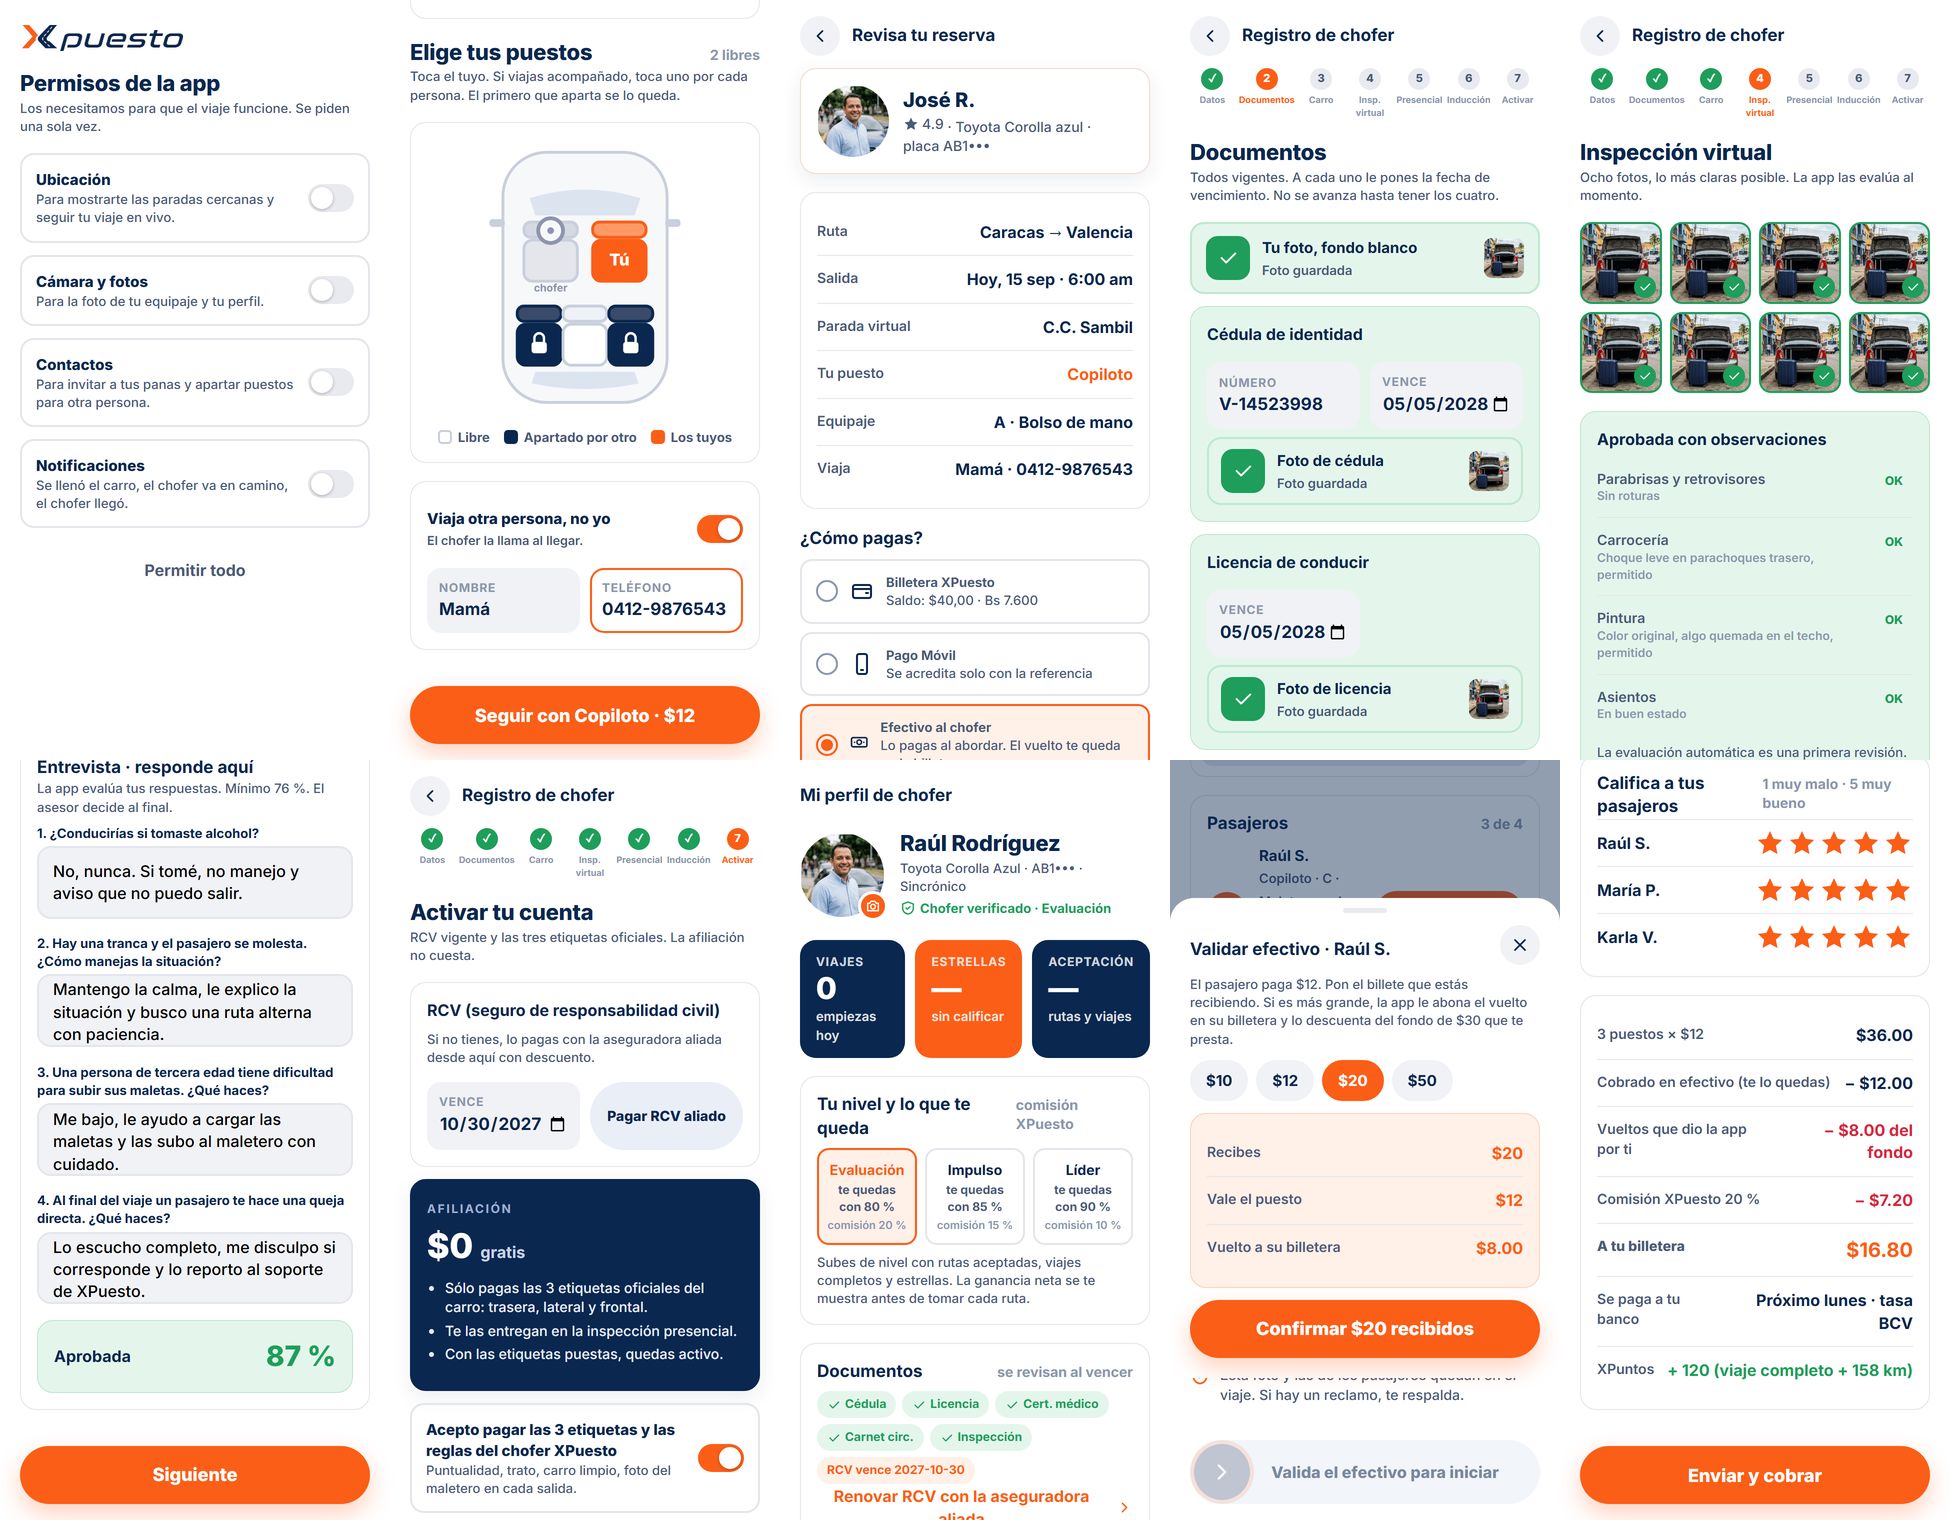 Xpuesto
Permisos de la app
Los necesitamos para que el viaje funcione. Se piden
una sola vez.
Ubicación
Para mostrarte las paradas cercanas y
seguir tu viaje en vivo.
Cámara y fotos
Para la foto de tu equipaje y tu perfil.
Contactos
Para invitar a tus panas y apartar puestos
para otra persona.
Notificaciones
Se llenó el carro, el chofer va en camino,
el chofer llegó.
Permitir todo
Elige tus puestos
2 libres
Toca el tuyo. Si viajas acompañado, toca uno por cada
persona. El primero que aparta se lo queda.
Tú
chofer
Libre
Apartado por otro
Los tuyos
Viaja otra persona, no yo
El chofer la llama al llegar.
NOMBRE
Mamá
TELÉFONO
0412-9876543
Seguir con Copiloto · $12
Revisa tu reserva
José R.
4.9 · Toyota Corolla azul ·
placa AB1•••
Ruta
Caracas → Valencia
Salida
Hoy, 15 sep · 6:00 am
Parada virtual
C.C. Sambil
Tu puesto
Copiloto
Equipaje
A · Bolso de mano
Viaja
Mamá · 0412-9876543
¿Cómo pagas?
Billetera XPuesto
Saldo: $40,00 · Bs 7.600
Pago Móvil
Se acredita solo con la referencia
Efectivo al chofer
Lo pagas al abordar. El vuelto te queda
Registro de chofer
2
3
4
5
6
7
Datos
Documentos
Carro
Insp.
virtual
Presencial
Inducción
Activar
Documentos
Todos vigentes. A cada uno le pones la fecha de
vencimiento. No se avanza hasta tener los cuatro.
Tu foto, fondo blanco
Foto guardada
Cédula de identidad
NÚMERO
V-14523998
VENCE
05/05/2028
Foto de cédula
Foto guardada
Licencia de conducir
VENCE
05/05/2028
Foto de licencia
Foto guardada
Registro de chofer
4
5
6
7
Datos
Documentos
Carro
Insp.
virtual
Presencial
Inducción
Activar
Inspección virtual
Ocho fotos, lo más claras posible. La app las evalúa al
momento.
Aprobada con observaciones
Parabrisas y retrovisores
Sin roturas
OK
Carrocería
Choque leve en parachoques trasero,
permitido
OK
Pintura
Color original, algo quemada en el techo,
permitido
OK
Asientos
En buen estado
OK
La evaluación automática es una primera revisión.
Entrevista · responde aquí
La app evalúa tus respuestas. Mínimo 76 %. El
asesor decide al final.
1. ¿Conducirías si tomaste alcohol?
No, nunca. Si tomé, no manejo y
aviso que no puedo salir.
2. Hay una tranca y el pasajero se molesta.
¿Cómo manejas la situación?
Mantengo la calma, le explico la
situación y busco una ruta alterna
con paciencia.
3. Una persona de tercera edad tiene dificultad
para subir sus maletas. ¿Qué haces?
Me bajo, le ayudo a cargar las
maletas y las subo al maletero con
cuidado.
4. Al final del viaje un pasajero te hace una queja
directa. ¿Qué haces?
Lo escucho completo, me disculpo si
corresponde y lo reporto al soporte
de XPuesto.
Aprobada
87 %
Siguiente
Registro de chofer
7
Datos
Documentos
Carro
Insp.
virtual
Presencial
Inducción
Activar
Activar tu cuenta
RCV vigente y las tres etiquetas oficiales. La afiliación
no cuesta.
RCV (seguro de responsabilidad civil)
Si no tienes, lo pagas con la aseguradora aliada
desde aquí con descuento.
VENCE
10/30/2027
Pagar RCV aliado
AFILIACIÓN
$0 gratis
• Sólo pagas las 3 etiquetas oficiales del
carro: trasera, lateral y frontal.
• Te las entregan en la inspección presencial.
• Con las etiquetas puestas, quedas activo.
Acepto pagar las 3 etiquetas y las
reglas del chofer XPuesto
Puntualidad, trato, carro limpio, foto del
maletero en cada salida.
Mi perfil de chofer
Raúl Rodríguez
Toyota Corolla Azul · AB1••• ·
Sincrónico
Chofer verificado · Evaluación
VIAJES
0
empiezas
hoy
ESTRELLAS
—
sin calificar
ACEPTACIÓN
—
rutas y viajes
Tu nivel y lo que te
queda
comisión
XPuesto
Evaluación
te quedas
con 80 %
comisión 20 %
Impulso
te quedas
con 85 %
comisión 15 %
Líder
te quedas
con 90 %
comisión 10 %
Subes de nivel con rutas aceptadas, viajes
completos y estrellas. La ganancia neta se te
muestra antes de tomar cada ruta.
Documentos
se revisan al vencer
Cédula
Licencia
Cert. médico
Carnet circ.
Inspección
RCV vence 2027-10-30
Renovar RCV con la aseguradora
aliada
Pasajeros
3 de 4
Raúl S.
Copiloto · C ·
Validar efectivo · Raúl S.
El pasajero paga $12. Pon el billete que estás
recibiendo. Si es más grande, la app le abona el vuelto
en su billetera y lo descuenta del fondo de $30 que te
presta.
$10
$12
$20
$50
Recibes
$20
Vale el puesto
$12
Vuelto a su billetera
$8.00
Confirmar $20 recibidos
viaje. Si hay un reclamo, te respalda.
Valida el efectivo para iniciar
Califica a tus
pasajeros
1 muy malo · 5 muy
bueno
Raúl S.
María P.
Karla V.
3 puestos × $12
$36.00
Cobrado en efectivo (te lo quedas)
– $12.00
Vueltos que dio la app
por ti
– $8.00 del
fondo
Comisión XPuesto 20 %
– $7.20
A tu billetera
$16.80
Se paga a tu
banco
Próximo lunes · tasa
BCV
XPuntos
+ 120 (viaje completo + 158 km)
Enviar y cobrar